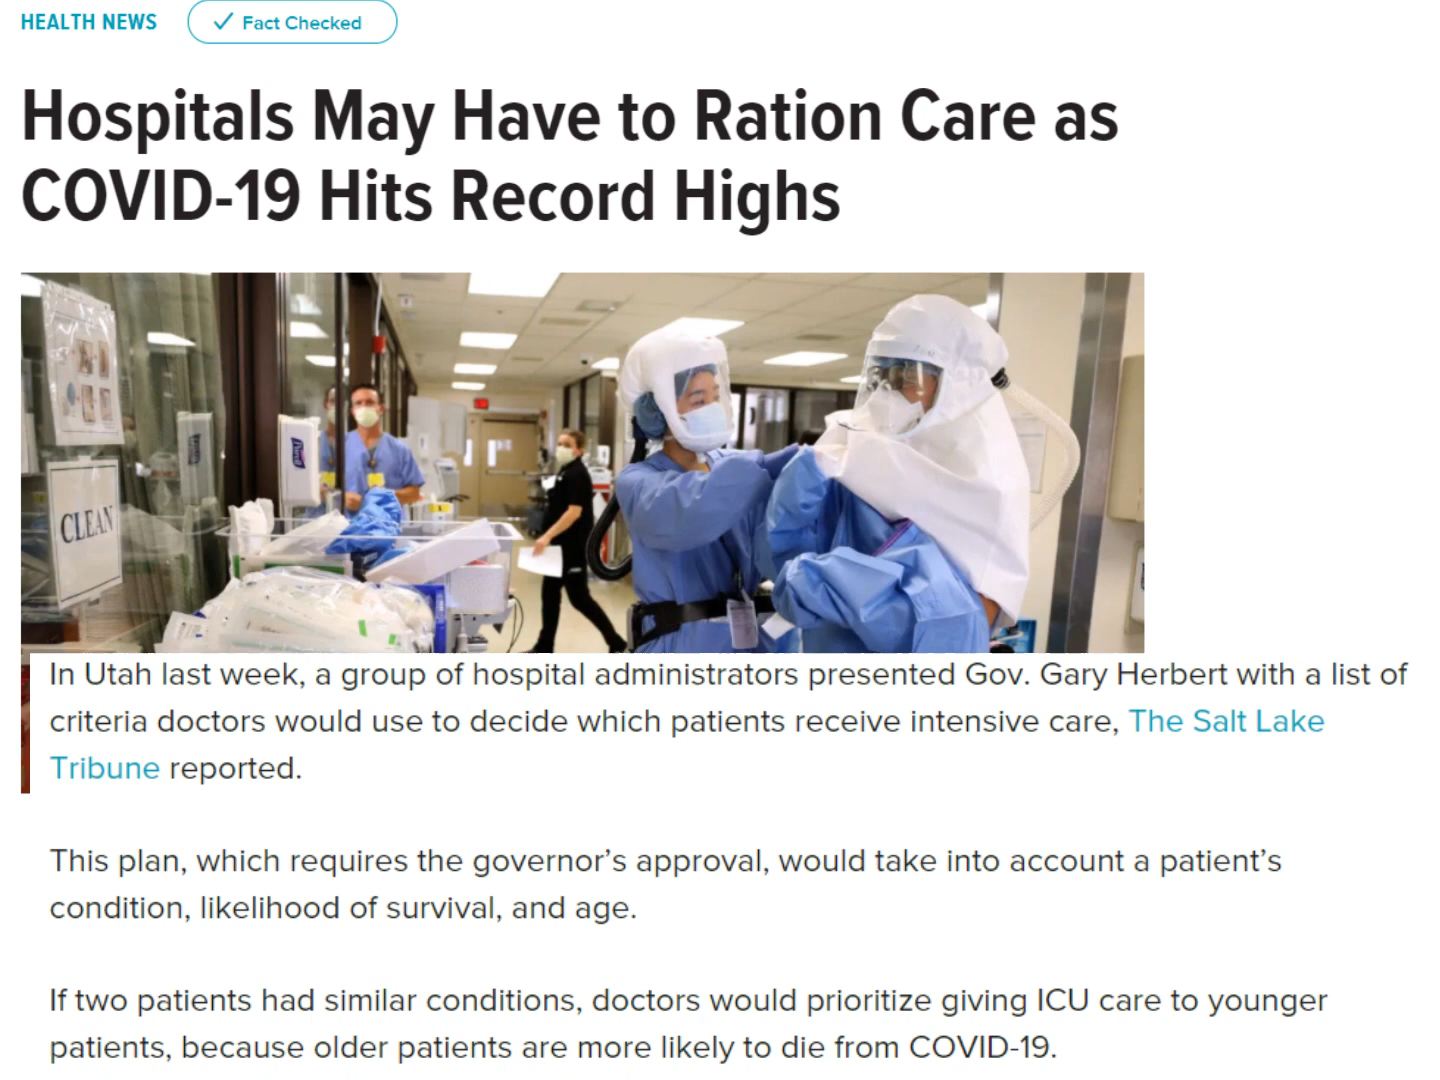 HEALTH NEWS
Fact Checked
Hospitals May Have to Ration Care as
COVID-19 Hits Record Highs
CLEAN
In Utah last week, a group of hospital administrators presented Gov. Gary Herbert with a list of
criteria doctors would use to decide which patients receive intensive care, The Salt Lake
Tribune reported.
This plan, which requires the governor’s approval, would take into account a patient’s
condition, likelihood of survival, and age.
If two patients had similar conditions, doctors would prioritize giving ICU care to younger
patients, because older patients are more likely to die from COVID-19.